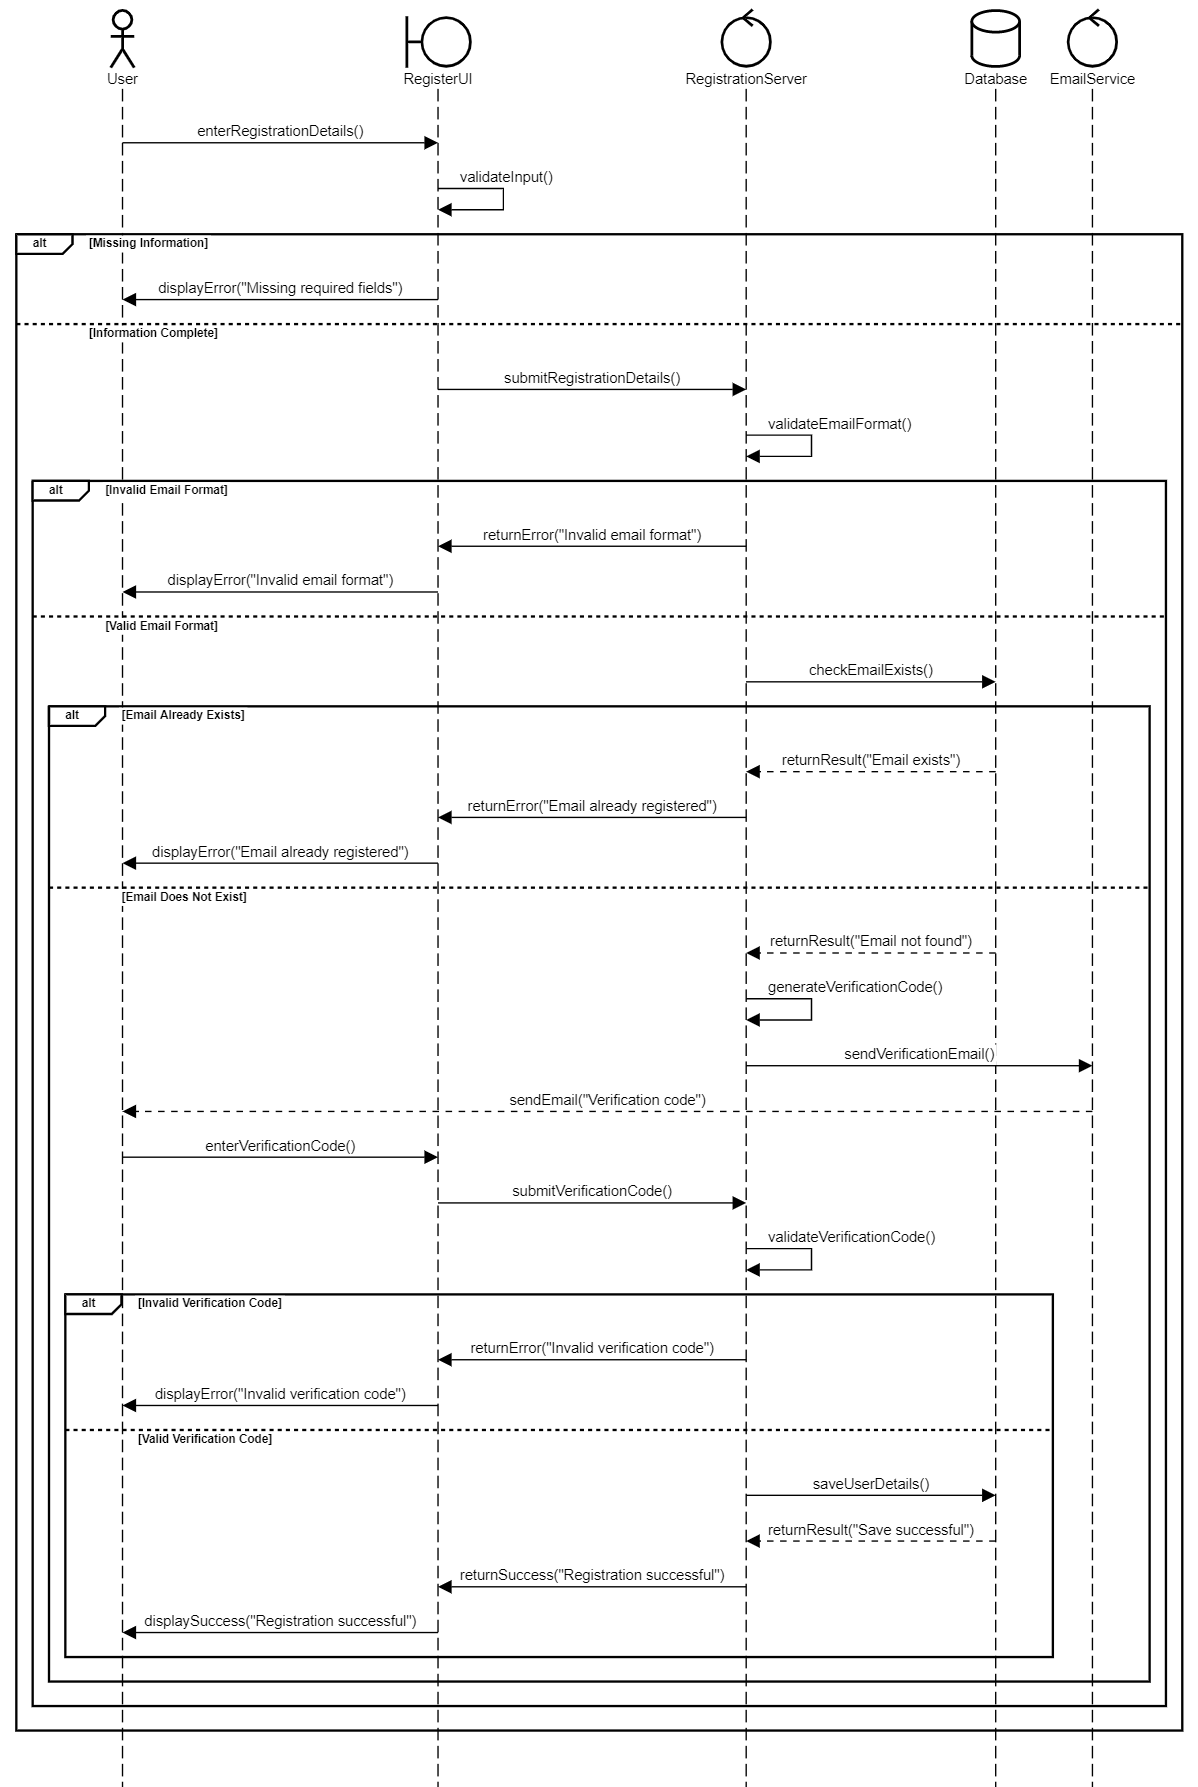 User
RegisterUI
RegistrationServer
Database
EmailService
enterRegistrationDetails()
validateInput()
alt
[Missing Information]
displayError("Missing required fields")
[Information Complete]
submitRegistrationDetails()
validateEmailFormat()
alt
[Invalid Email Format]
returnError("Invalid email format")
displayError("Invalid email format")
[Valid Email Format]
checkEmailExists()
alt
[Email Already Exists]
returnResult("Email exists")
returnError("Email already registered")
displayError("Email already registered")
[Email Does Not Exist]
returnResult("Email not found")
generateVerificationCode()
sendVerificationEmail()
sendEmail("Verification code")
enterVerificationCode()
submitVerificationCode()
validateVerificationCode()
alt
[Invalid Verification Code]
returnError("Invalid verification code")
displayError("Invalid verification code")
[Valid Verification Code]
saveUserDetails()
returnResult("Save successful")
returnSuccess("Registration successful")
displaySuccess("Registration successful")